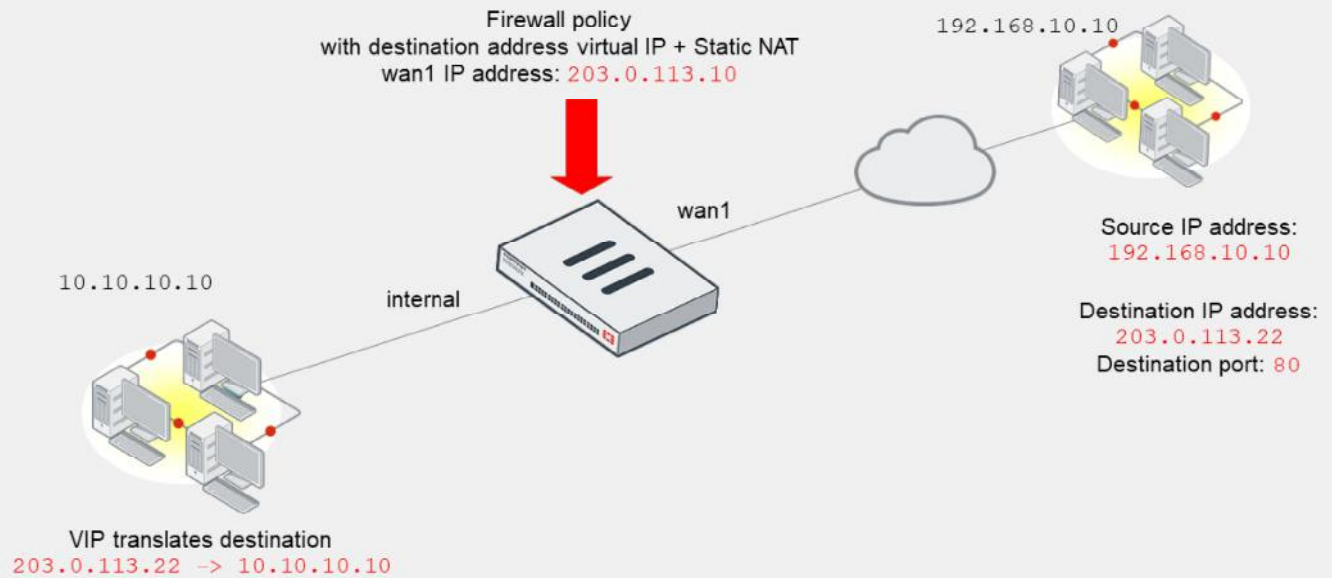 Firewall policy
with destination address virtual IP + Static NAT
wan1 IP address: 203.0.113.10
192.168.10.10
wan1
Source IP address:
192.168.10.10
10.10.10.10
internal
Destination IP address:
203.0.113.22
Destination port: 80
VIP translates destination
203.0.113.22 -> 10.10.10.10